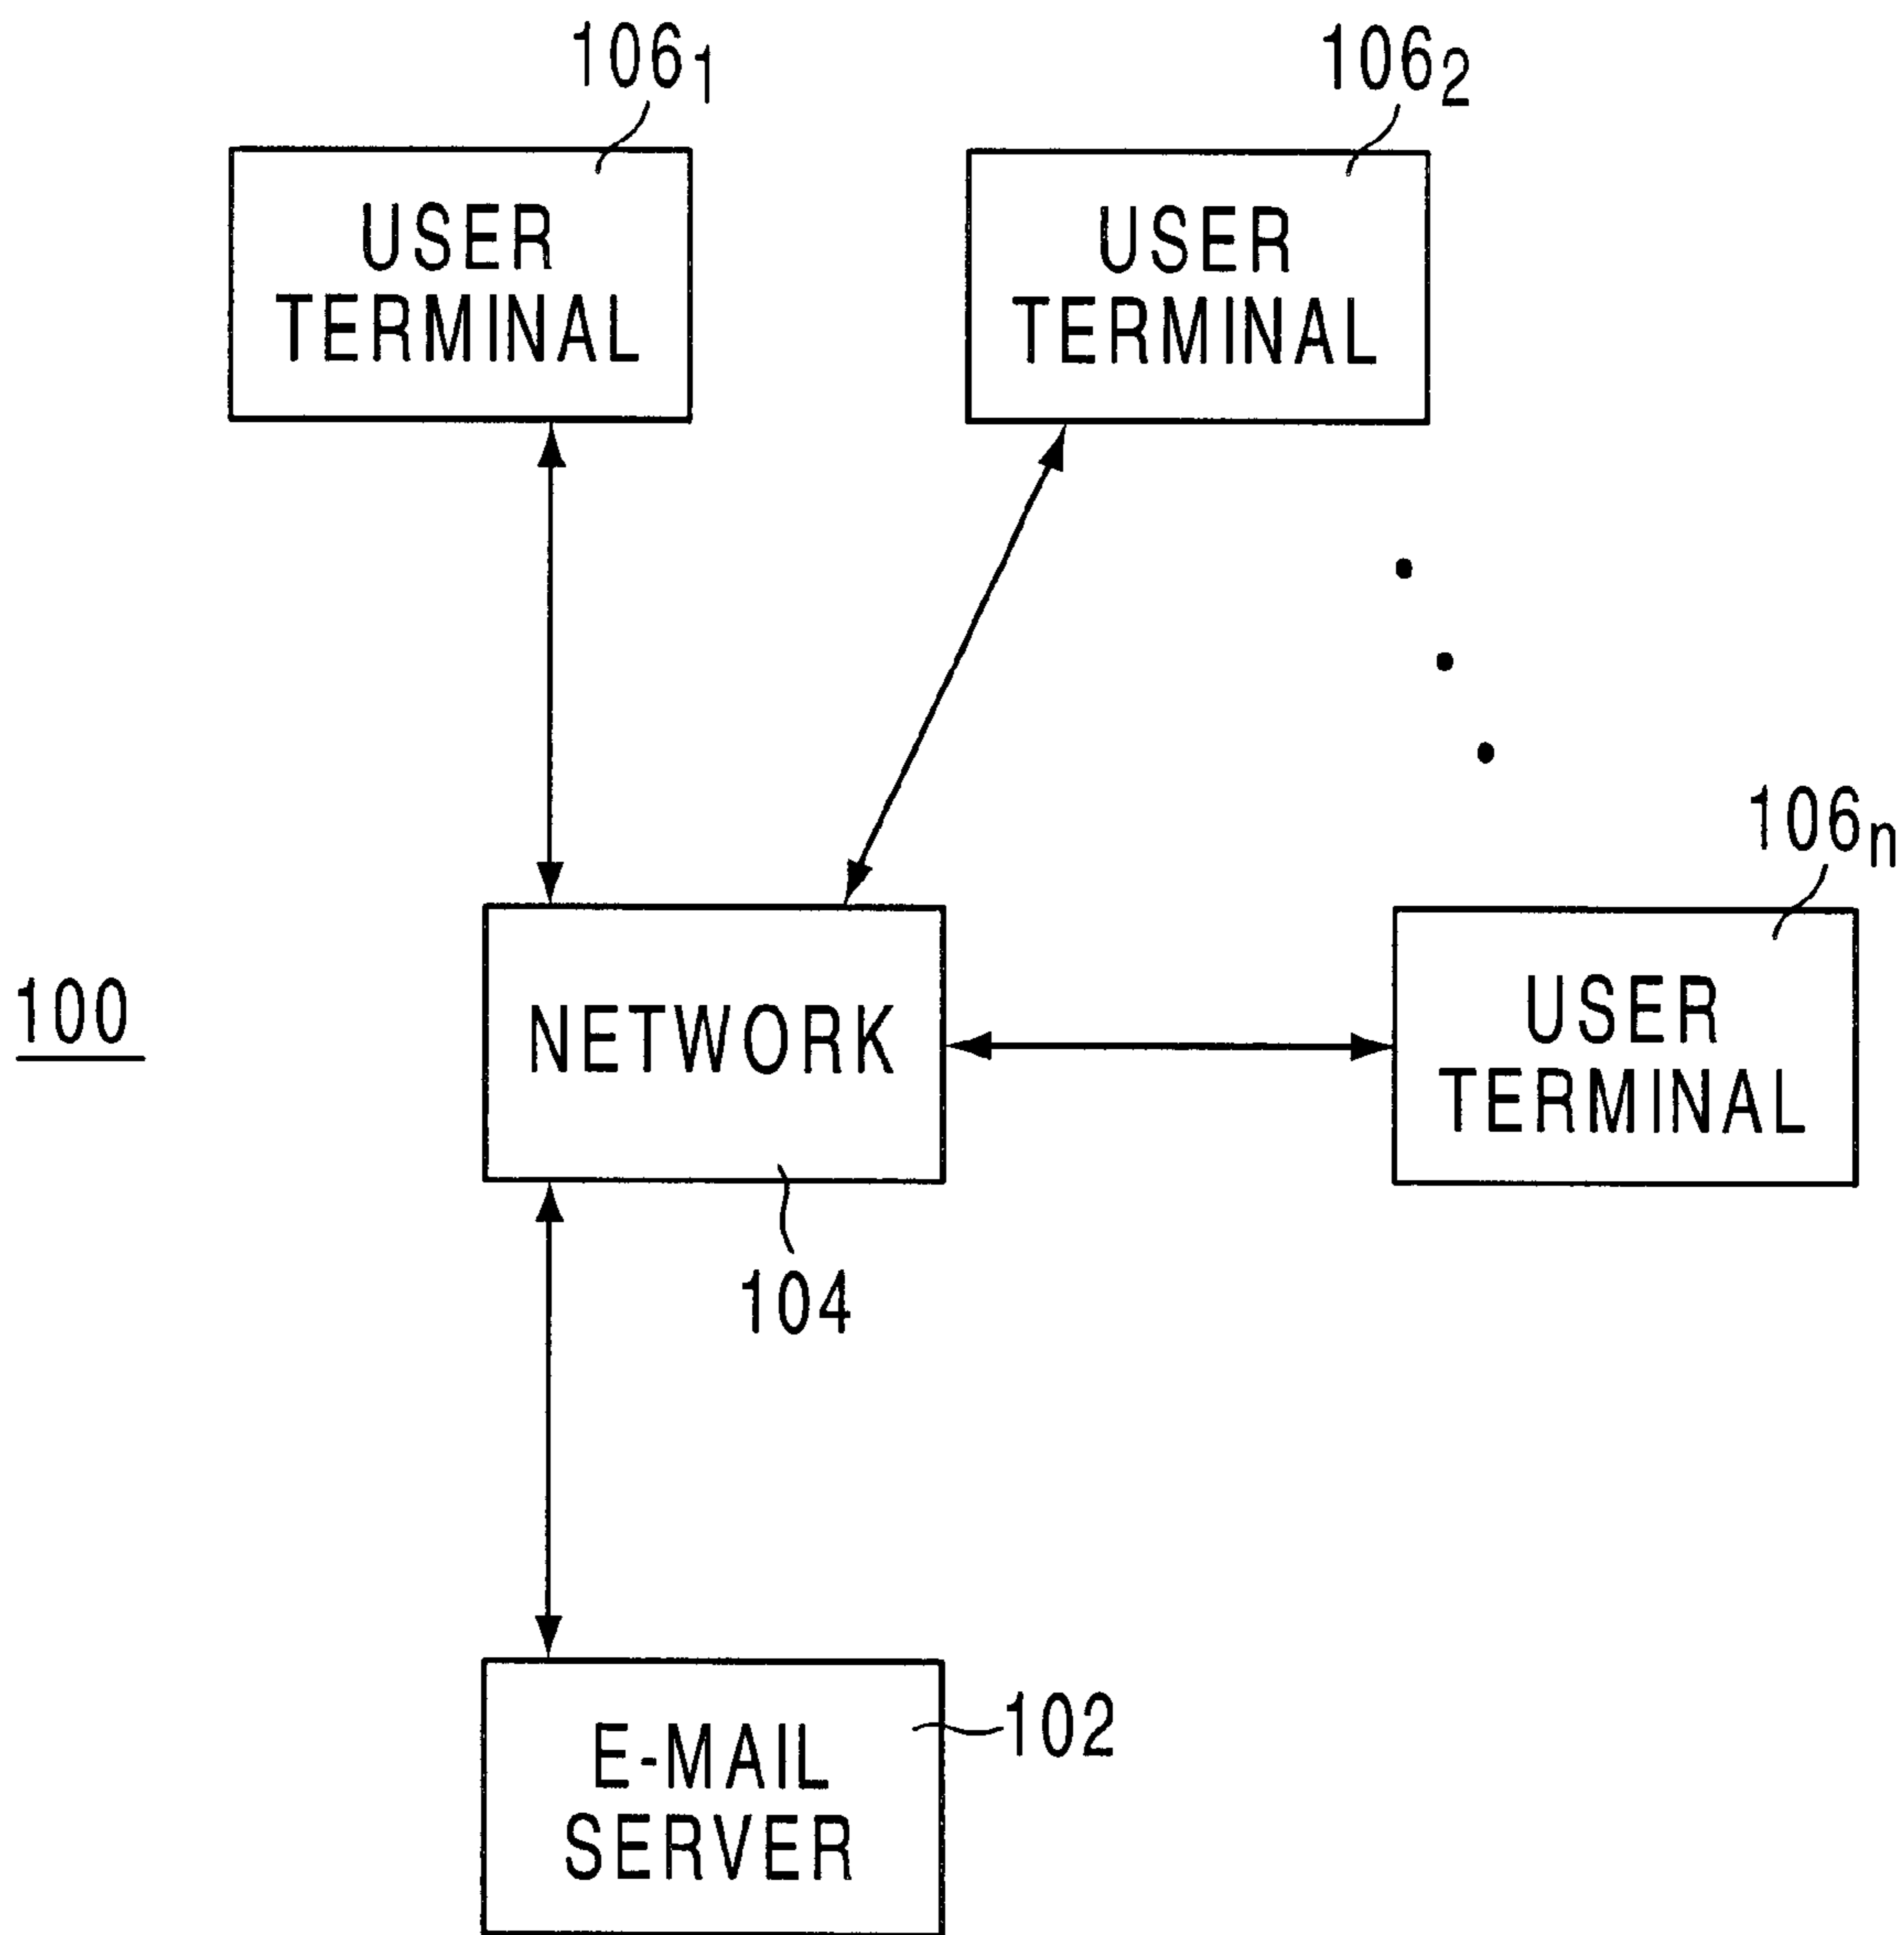 106₁
106₂
USER
TERMINAL
USER
TERMINAL
106ₙ
100
NETWORK
USER
TERMINAL
104
E-MAIL
SERVER
102